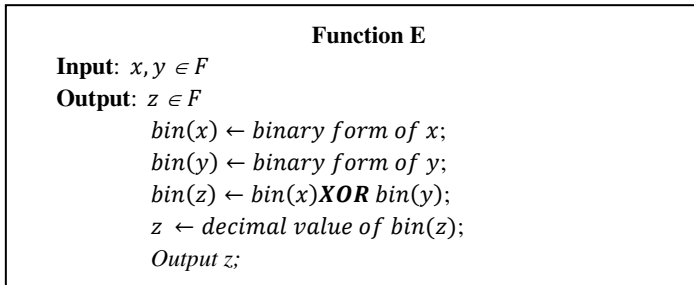 Function E
Input: x, y ∈ F
Output: z ∈ F
bin(x) ← binary form of x;
bin(y) ← binary form of y;
bin(z) ← bin(x)XOR bin(y);
z ← decimal value of bin(z);
Output z;